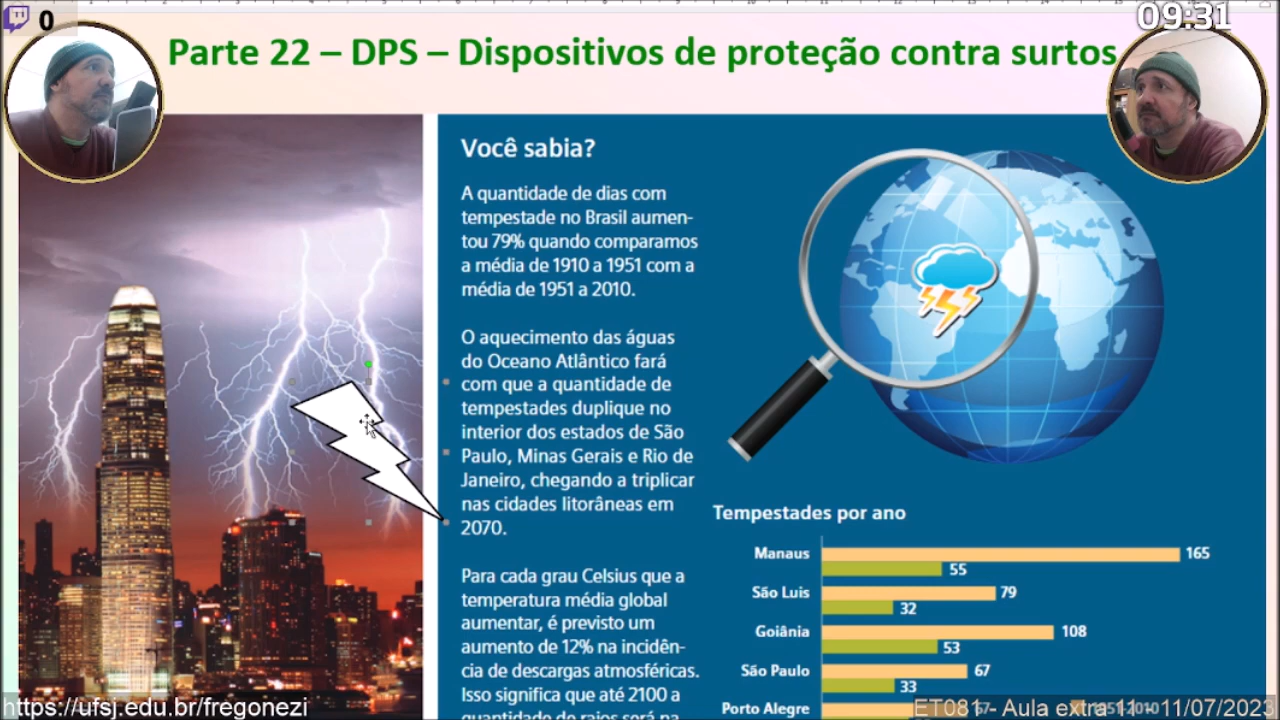 0
09:31
Parte 22 – DPS – Dispositivos de proteção contra surtos
Você sabia?
A quantidade de dias com
tempestade no Brasil aumen-
tou 79% quando comparamos
a média de 1910 a 1951 com a
média de 1951 a 2010.
O aquecimento das águas
do Oceano Atlântico fará
com que a quantidade de
tempestades duplique no
interior dos estados de São
Paulo, Minas Gerais e Rio de
Janeiro, chegando a triplicar
nas cidades litorâneas em
2070.
Para cada grau Celsius que a
temperatura média global
aumentar, é previsto um
aumento de 12% na incidên-
cia de descargas atmosféricas.
Isso significa que até 2100 a
quantidade de raios será na
Tempestades por ano
Manaus 165
55
São Luis 79
32
Goiânia 108
53
São Paulo 67
33
Porto Alegre
https://ufsj.edu.br/fregonezi
ET081 - Aula extra 11 - 11/07/2023